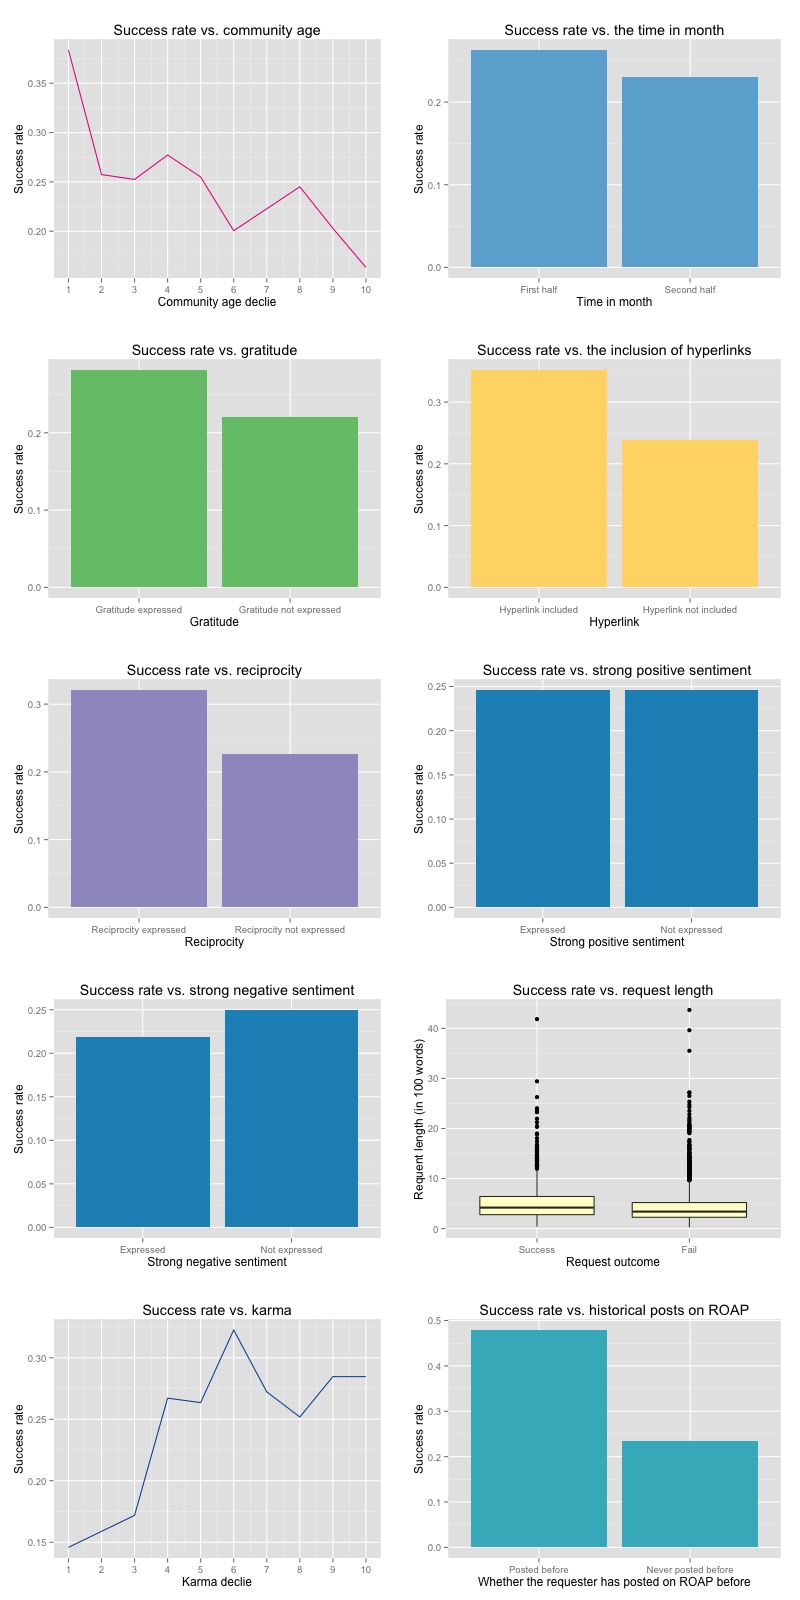 Success rate vs. community age
Success rate
0.35
0.30
0.25
0.20
1 2 3 4 5 6 7 8 9 10
Community age declie
Success rate vs. the time in month
Success rate
0.2
0.1
0.0
First half Second half
Time in month
Success rate vs. gratitude
Success rate
0.2
0.1
0.0
Gratitude expressed Gratitude not expressed
Gratitude
Success rate vs. the inclusion of hyperlinks
Success rate
0.3
0.2
0.1
0.0
Hyperlink included Hyperlink not included
Hyperlink
Success rate vs. reciprocity
Success rate
0.3
0.2
0.1
0.0
Reciprocity expressed Reciprocity not expressed
Reciprocity
Success rate vs. strong positive sentiment
Success rate
0.25
0.20
0.15
0.10
0.05
0.00
Expressed Not expressed
Strong positive sentiment
Success rate vs. strong negative sentiment
Success rate
0.25
0.20
0.15
0.10
0.05
0.00
Expressed Not expressed
Strong negative sentiment
Success rate vs. request length
Requent length (in 100 words)
40
30
20
10
0
Success Fail
Request outcome
Success rate vs. karma
Success rate
0.30
0.25
0.20
0.15
1 2 3 4 5 6 7 8 9 10
Karma declie
Success rate vs. historical posts on ROAP
Success rate
0.5
0.4
0.3
0.2
0.1
0.0
Posted before Never posted before
Whether the requester has posted on ROAP before